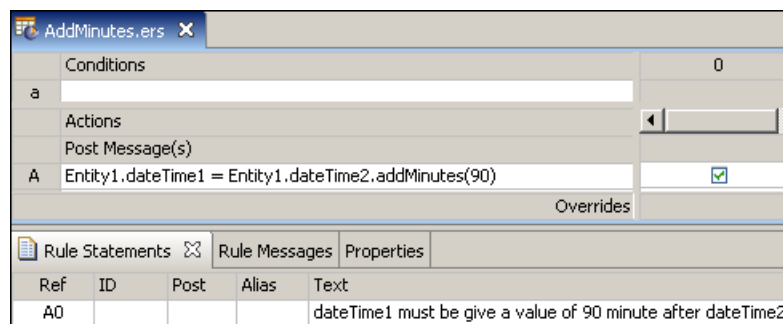 AddMinutes.ers
Conditions 0
a
Actions
Post Message(s)
A Entity1.dateTime1 = Entity1.dateTime2.addMinutes(90)
Overrides
Rule Statements Rule Messages Properties
Ref ID Post Alias Text
A0 dateTime1 must be give a value of 90 minute after dateTime2